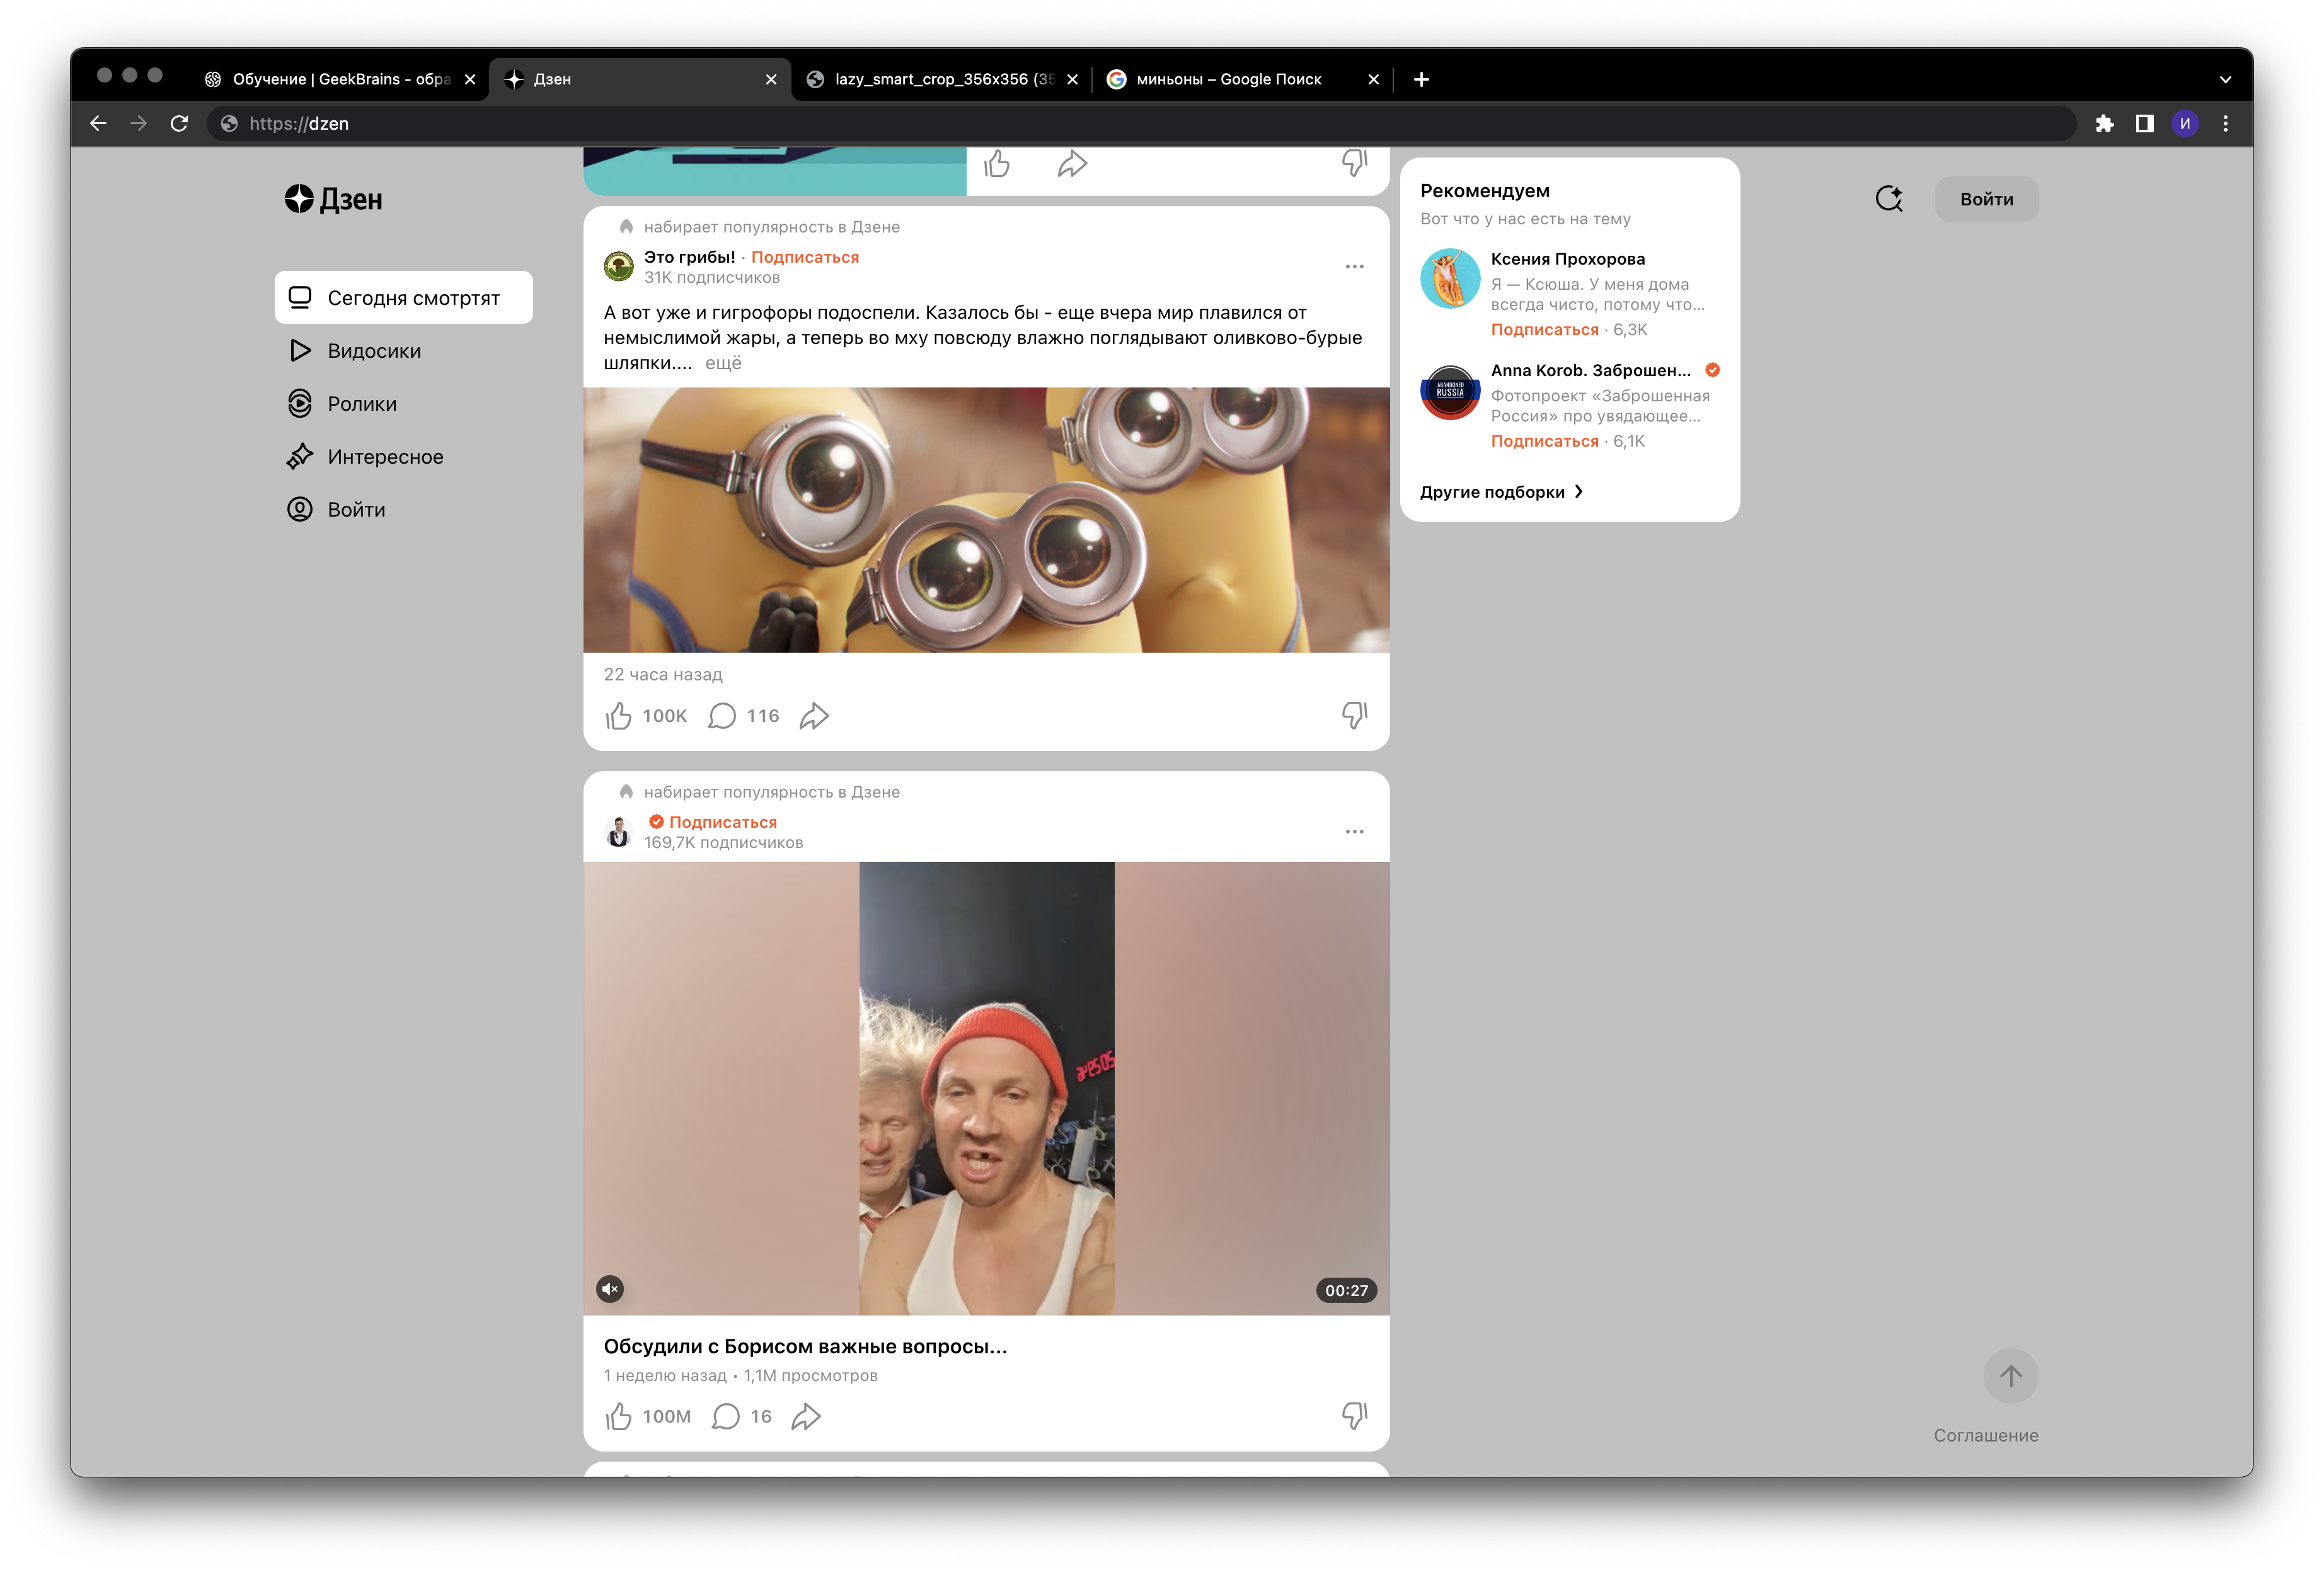 Обучение | GeekBrains - обра
Дзен
lazy_smart_crop_356x356 (35
миньоны – Google Поиск
https://dzen
И
Дзен
Сегодня смотртят
Видосики
Ролики
Интересное
Войти
набирает популярность в Дзене
Это грибы! · Подписаться
31K подписчиков
А вот уже и гигрофоры подоспели. Казалось бы - еще вчера мир плавился от
немыслимой жары, а теперь во мху повсюду влажно поглядывают оливково-бурые
шляпки.... ещё
22 часа назад
100K 116
набирает популярность в Дзене
Подписаться
169,7K подписчиков
00:27
Обсудили с Борисом важные вопросы...
1 неделю назад • 1,1M просмотров
100M 16
Рекомендуем
Вот что у нас есть на тему
Ксения Прохорова
Я — Ксюша. У меня дома
всегда чисто, потому что...
Подписаться · 6,3K
ABANDONED
RUSSIA
Anna Korob. Заброшен...
Фотопроект «Заброшенная
Россия» про увядающее...
Подписаться · 6,1K
Другие подборки
Войти
Соглашение